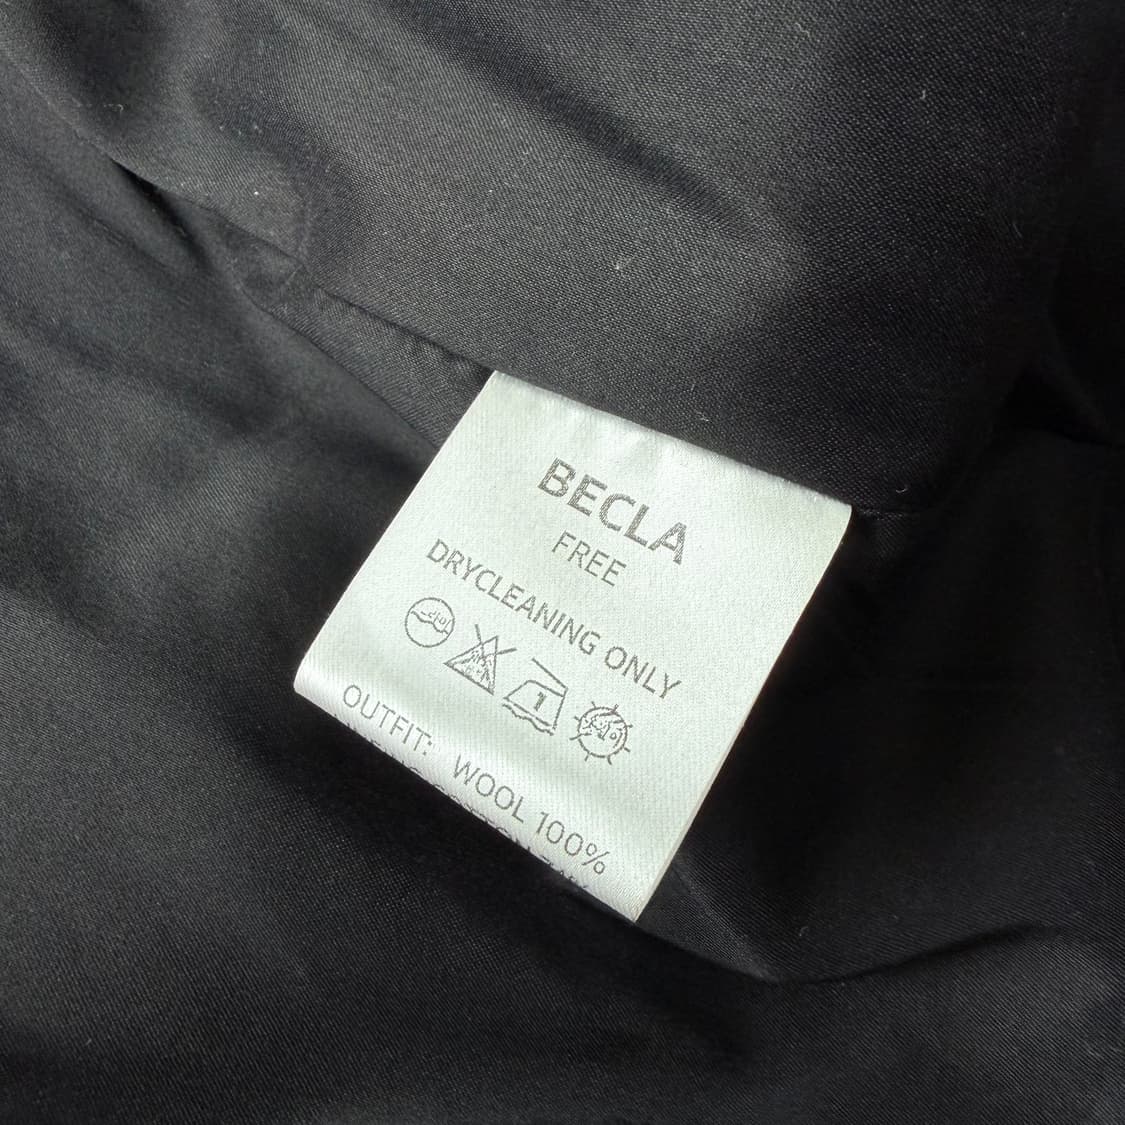 BECLA
FREE
DRYCLEANING ONLY
OUTFIT: WOOL 100%